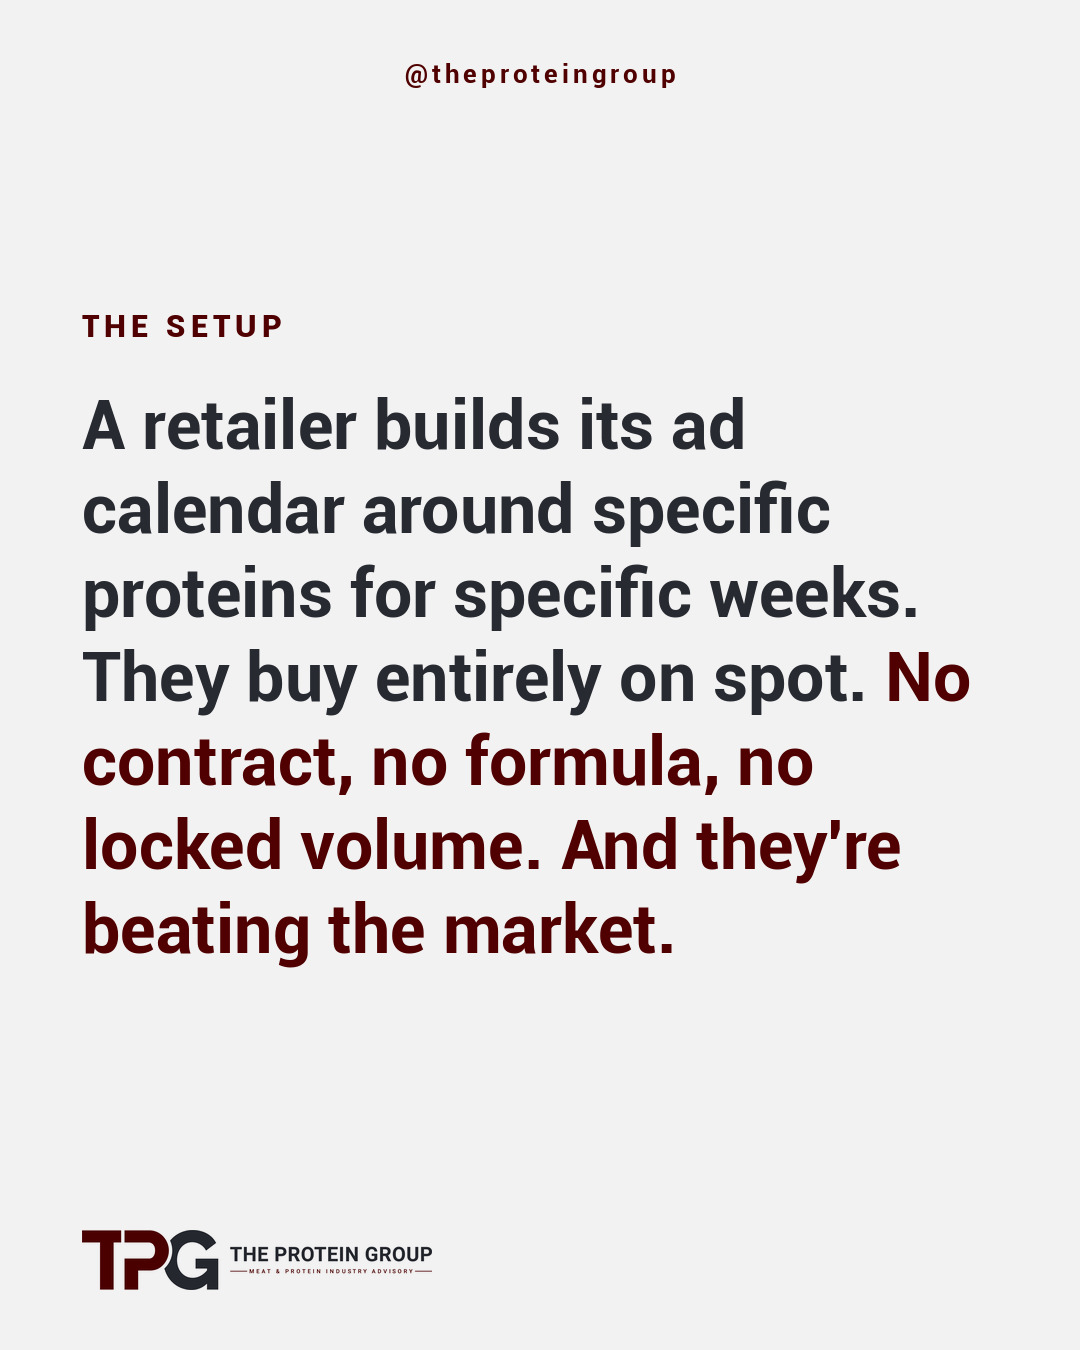 @theproteingroup
THE SETUP
A retailer builds its ad
calendar around specific
proteins for specific weeks.
They buy entirely on spot. No
contract, no formula, no
locked volume. And they're
beating the market.
TPG
THE PROTEIN GROUP
MEAT & PROTEIN INDUSTRY ADVISORY